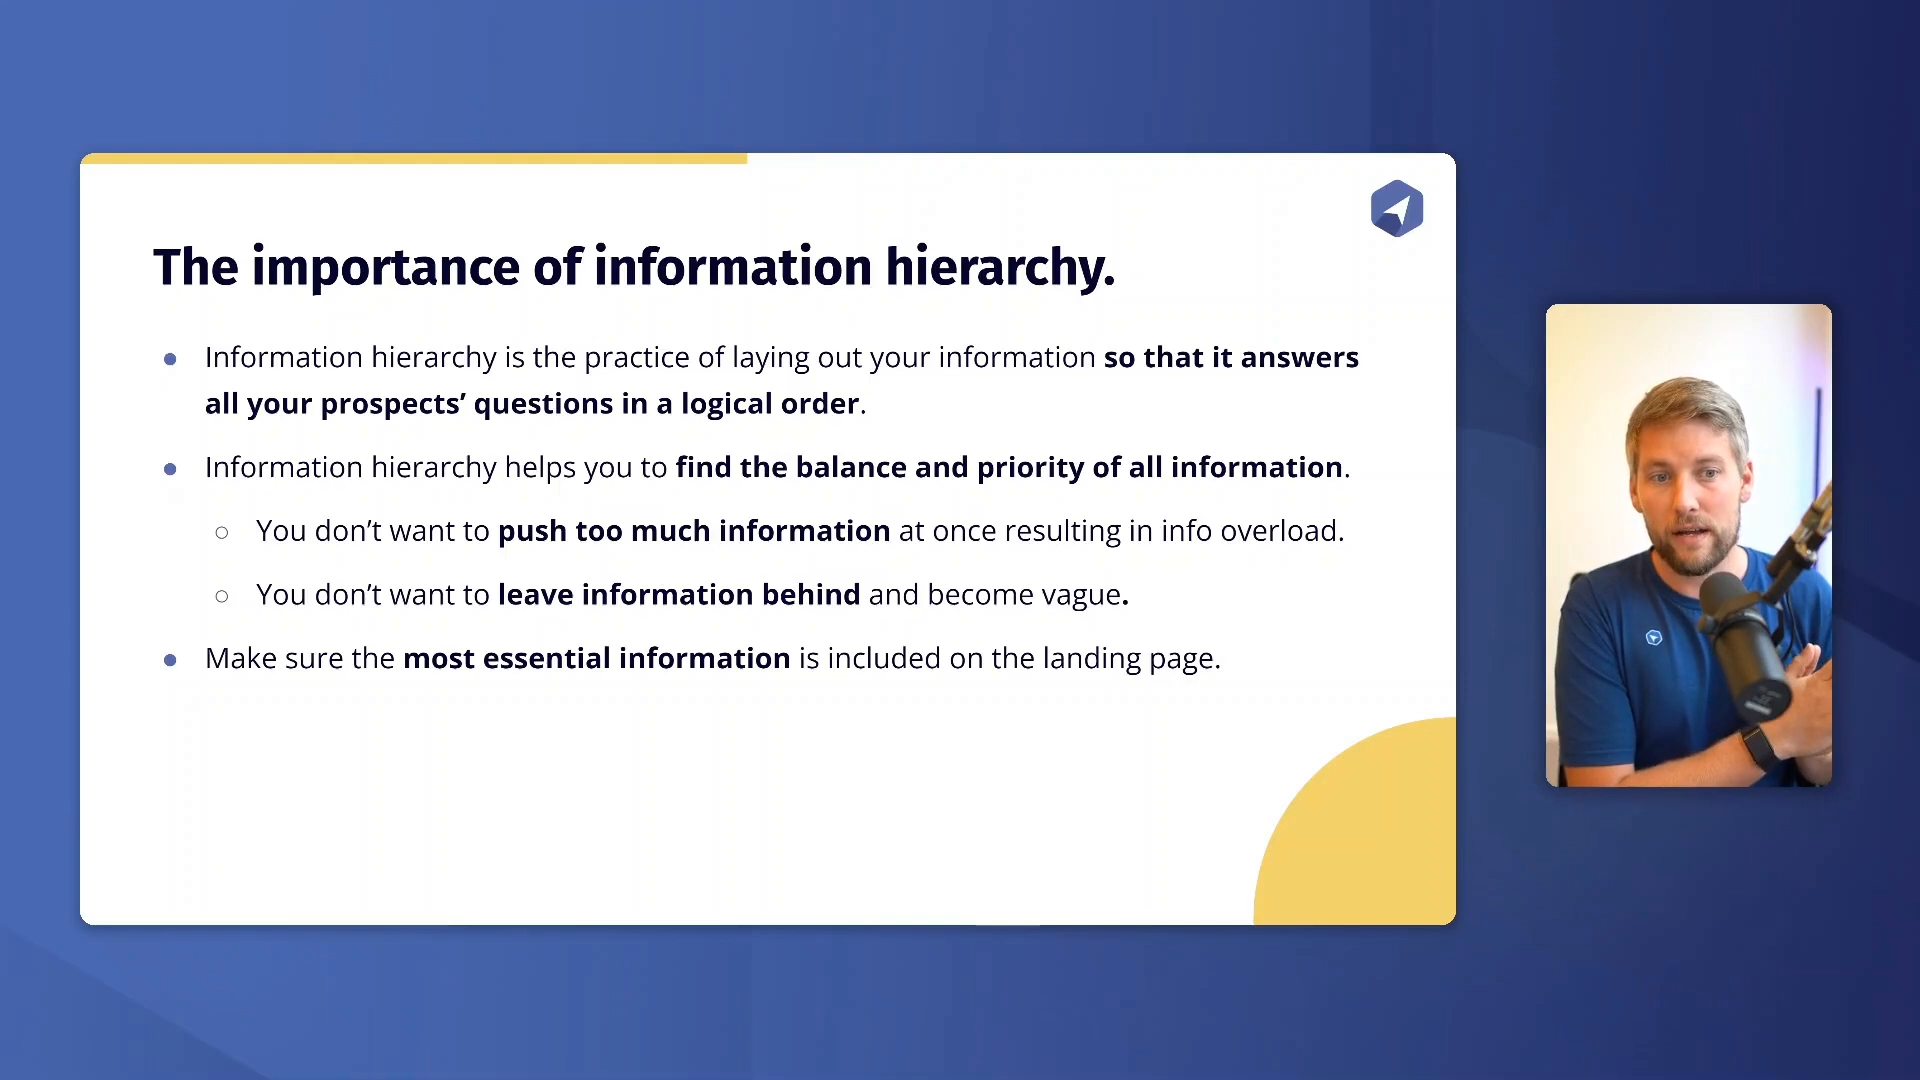 The importance of information hierarchy.
Information hierarchy is the practice of laying out your information so that it answers
all your prospects’ questions in a logical order.
Information hierarchy helps you to find the balance and priority of all information.
You don’t want to push too much information at once resulting in info overload.
You don’t want to leave information behind and become vague.
Make sure the most essential information is included on the landing page.